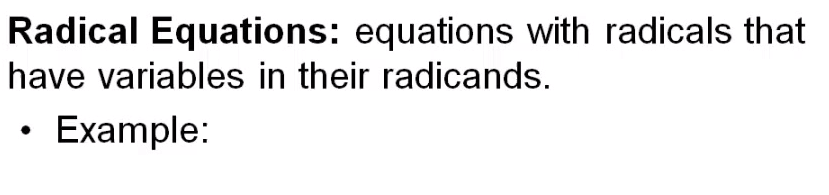 Radical Equations: equations with radicals that
have variables in their radicands.
• Example: